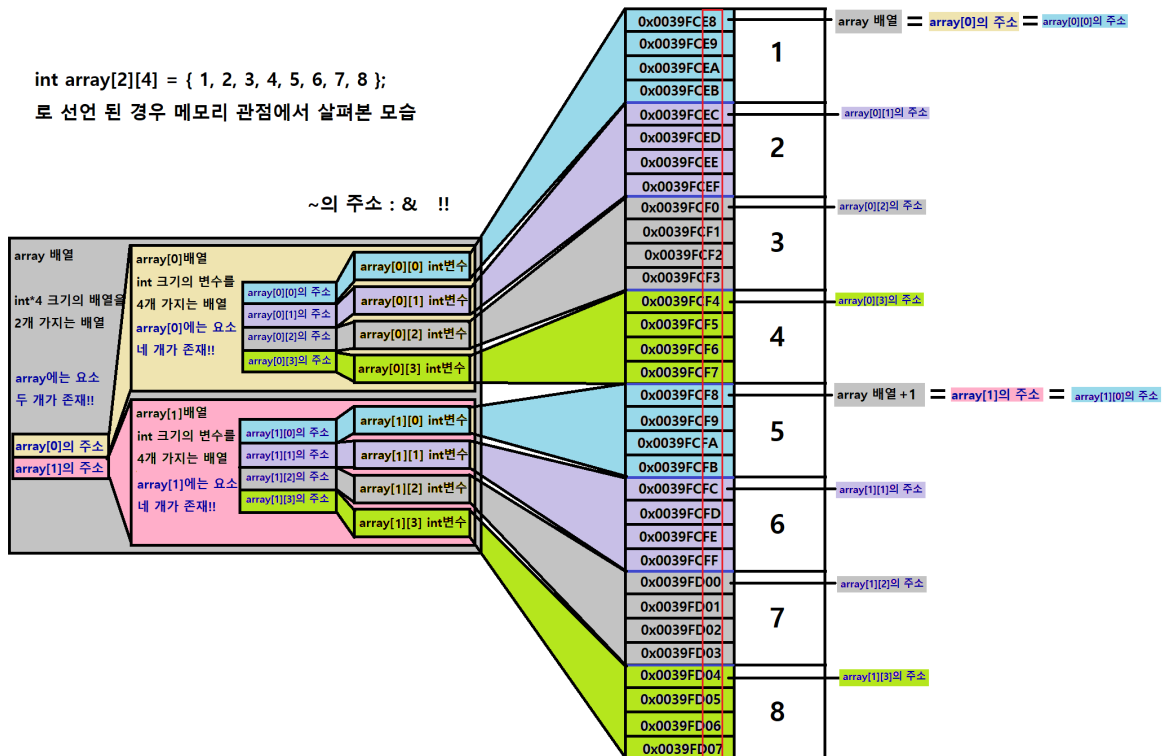 int array[2][4] = { 1, 2, 3, 4, 5, 6, 7, 8 };
로 선언 된 경우 메모리 관점에서 살펴본 모습
~의 주소 : & !!
array 배열
int*4 크기의 배열을
2개 가지는 배열
array에는 요소
두 개가 존재!!
array[0]의 주소
array[1]의 주소
array[0]배열
int 크기의 변수를
4개 가지는 배열
array[0]에는 요소
네 개가 존재!!
array[0][0]의 주소
array[0][1]의 주소
array[0][2]의 주소
array[0][3]의 주소
array[0][0] int변수
array[0][1] int변수
array[0][2] int변수
array[0][3] int변수
array[1]배열
int 크기의 변수를
4개 가지는 배열
array[1]에는 요소
네 개가 존재!!
array[1][0]의 주소
array[1][1]의 주소
array[1][2]의 주소
array[1][3]의 주소
array[1][0] int변수
array[1][1] int변수
array[1][2] int변수
array[1][3] int변수
0x0039FCE8
0x0039FCE9
0x0039FCEA
0x0039FCEB
0x0039FCEC
0x0039FCED
0x0039FCEE
0x0039FCEF
0x0039FCF0
0x0039FCF1
0x0039FCF2
0x0039FCF3
0x0039FCF4
0x0039FCF5
0x0039FCF6
0x0039FCF7
0x0039FCF8
0x0039FCF9
0x0039FCFA
0x0039FCFB
0x0039FCFC
0x0039FCFD
0x0039FCFE
0x0039FCFF
0x0039FD00
0x0039FD01
0x0039FD02
0x0039FD03
0x0039FD04
0x0039FD05
0x0039FD06
0x0039FD07
1
2
3
4
5
6
7
8
array 배열 = array[0]의 주소 = array[0][0]의 주소
array[0][1]의 주소
array[0][2]의 주소
array[0][3]의 주소
array 배열+1 = array[1]의 주소 = array[1][0]의 주소
array[1][1]의 주소
array[1][2]의 주소
array[1][3]의 주소